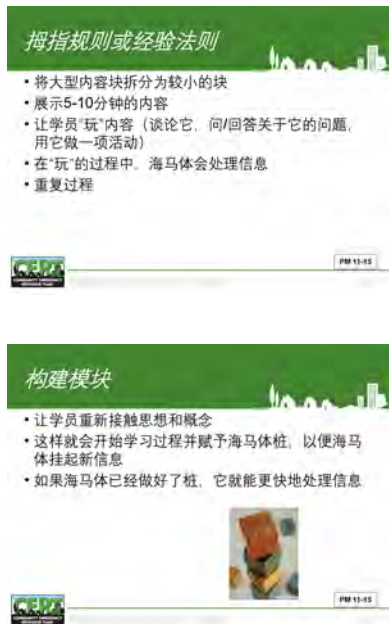 拇指规则或经验法则
• 将大型内容块拆分为较小的块
• 展示5-10分钟的内容
• 让学员“玩”内容（谈论它，问/回答关于它的问题，
用它做一项活动）
• 在“玩”的过程中，海马体会处理信息
• 重复过程
CERT
PM 11-15
构建模块
• 让学员重新接触思想和概念
• 这样就会开始学习过程并赋予海马体桩，以便海马
体挂起新信息
• 如果海马体已经做好了桩，它就能更快地处理信息
CERT
PM 11-15